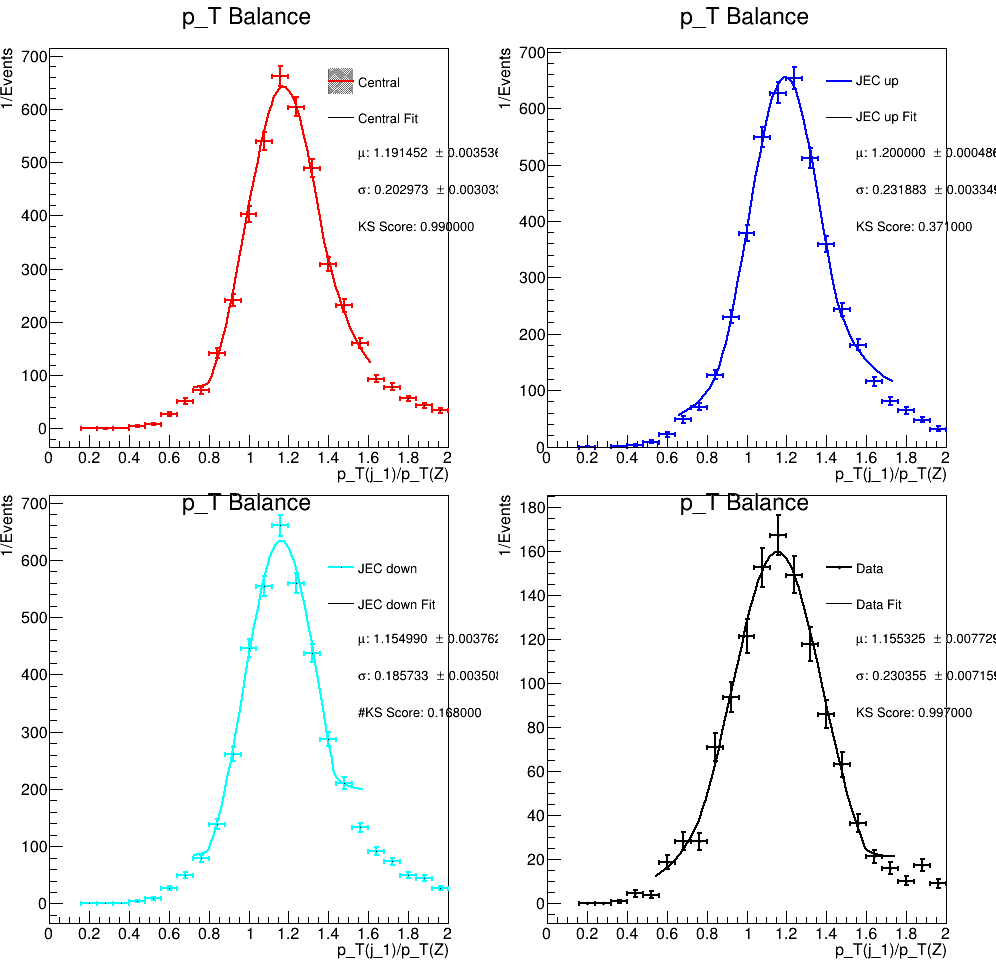 p_T Balance
1/Events
700
600
500
400
300
200
100
0
Central
Central Fit
μ: 1.191452 ± 0.003536
σ: 0.202973 ± 0.003033
KS Score: 0.990000
0 0.2 0.4 0.6 0.8 1 1.2 1.4 1.6 1.8 2
p_T(j_1)/p_T(Z)
p_T Balance
1/Events
700
600
500
400
300
200
100
0
JEC up
JEC up Fit
μ: 1.200000 ± 0.000486
σ: 0.231883 ± 0.003349
KS Score: 0.371000
0 0.2 0.4 0.6 0.8 1 1.2 1.4 1.6 1.8 2
p_T(j_1)/p_T(Z)
p_T Balance
1/Events
700
600
500
400
300
200
100
0
JEC down
JEC down Fit
μ: 1.154990 ± 0.003762
σ: 0.185733 ± 0.003508
#KS Score: 0.168000
0 0.2 0.4 0.6 0.8 1 1.2 1.4 1.6 1.8 2
p_T(j_1)/p_T(Z)
p_T Balance
1/Events
180
160
140
120
100
80
60
40
20
0
Data
Data Fit
μ: 1.155325 ± 0.007729
σ: 0.230355 ± 0.007159
KS Score: 0.997000
0 0.2 0.4 0.6 0.8 1 1.2 1.4 1.6 1.8 2
p_T(j_1)/p_T(Z)